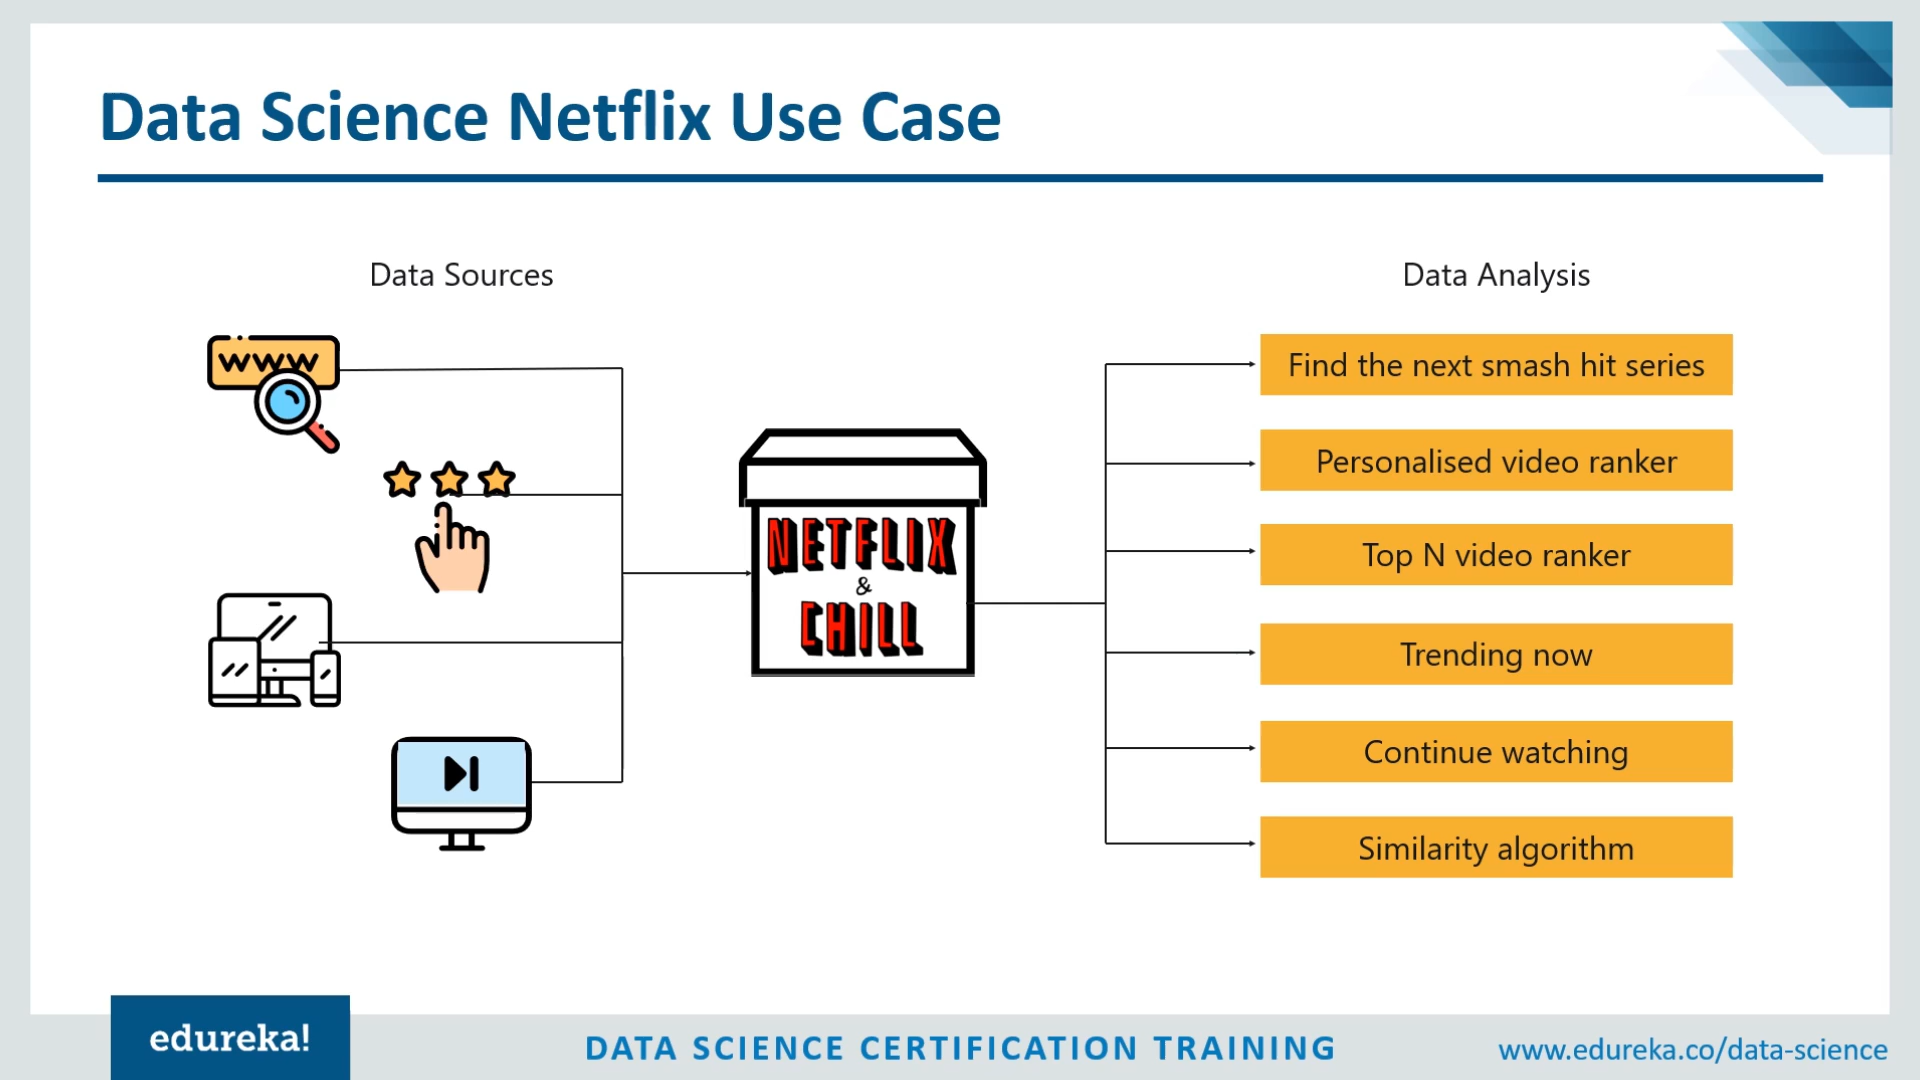 Data Science Netflix Use Case
Data Sources
Data Analysis
www
NETFLIX
&
CHILL
Find the next smash hit series
Personalised video ranker
Top N video ranker
Trending now
Continue watching
Similarity algorithm
edureka!
DATA SCIENCE CERTIFICATION TRAINING
www.edureka.co/data-science